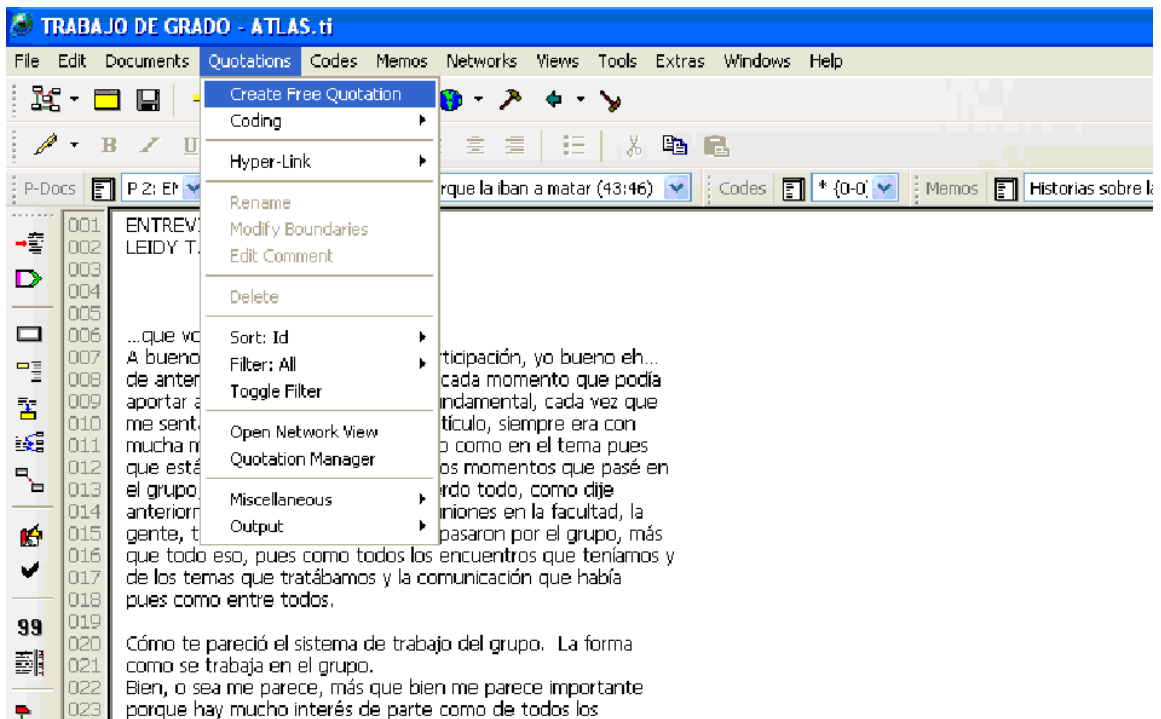 TRABAJO DE GRADO - ATLAS.ti
File Edit Documents Quotations Codes Memos Networks Views Tools Extras Windows Help
Create Free Quotation
Coding
Hyper-Link
Rename
Modify Boundaries
Edit Comment
Delete
Sort: Id
Filter: All
Toggle Filter
Open Network View
Quotation Manager
Miscellaneous
Output
B I U
P-Docs P 2: EN rque la iban a matar (43:46) Codes * {0-0} Memos Historias sobre la
001 ENTREV
002 LEIDY T.
003
004
005
006 ...que vo
007 A bueno rticipación, yo bueno eh...
008 de anter cada momento que podía
009 aportar a ndamental, cada vez que
010 me senta tículo, siempre era con
011 mucha m o como en el tema pues
012 que está os momentos que pasé en
013 el grupo, erdo todo, como dije
014 anteriorn niones en la facultad, la
015 gente, t pasaron por el grupo, más
016 que todo eso, pues como todos los encuentros que teníamos y
017 de los temas que tratábamos y la comunicación que había
018 pues como entre todos.
019
020 Cómo te pareció el sistema de trabajo del grupo. La forma
021 como se trabaja en el grupo.
022 Bien, o sea me parece, más que bien me parece importante
023 porque hay mucho interés de parte como de todos los
99